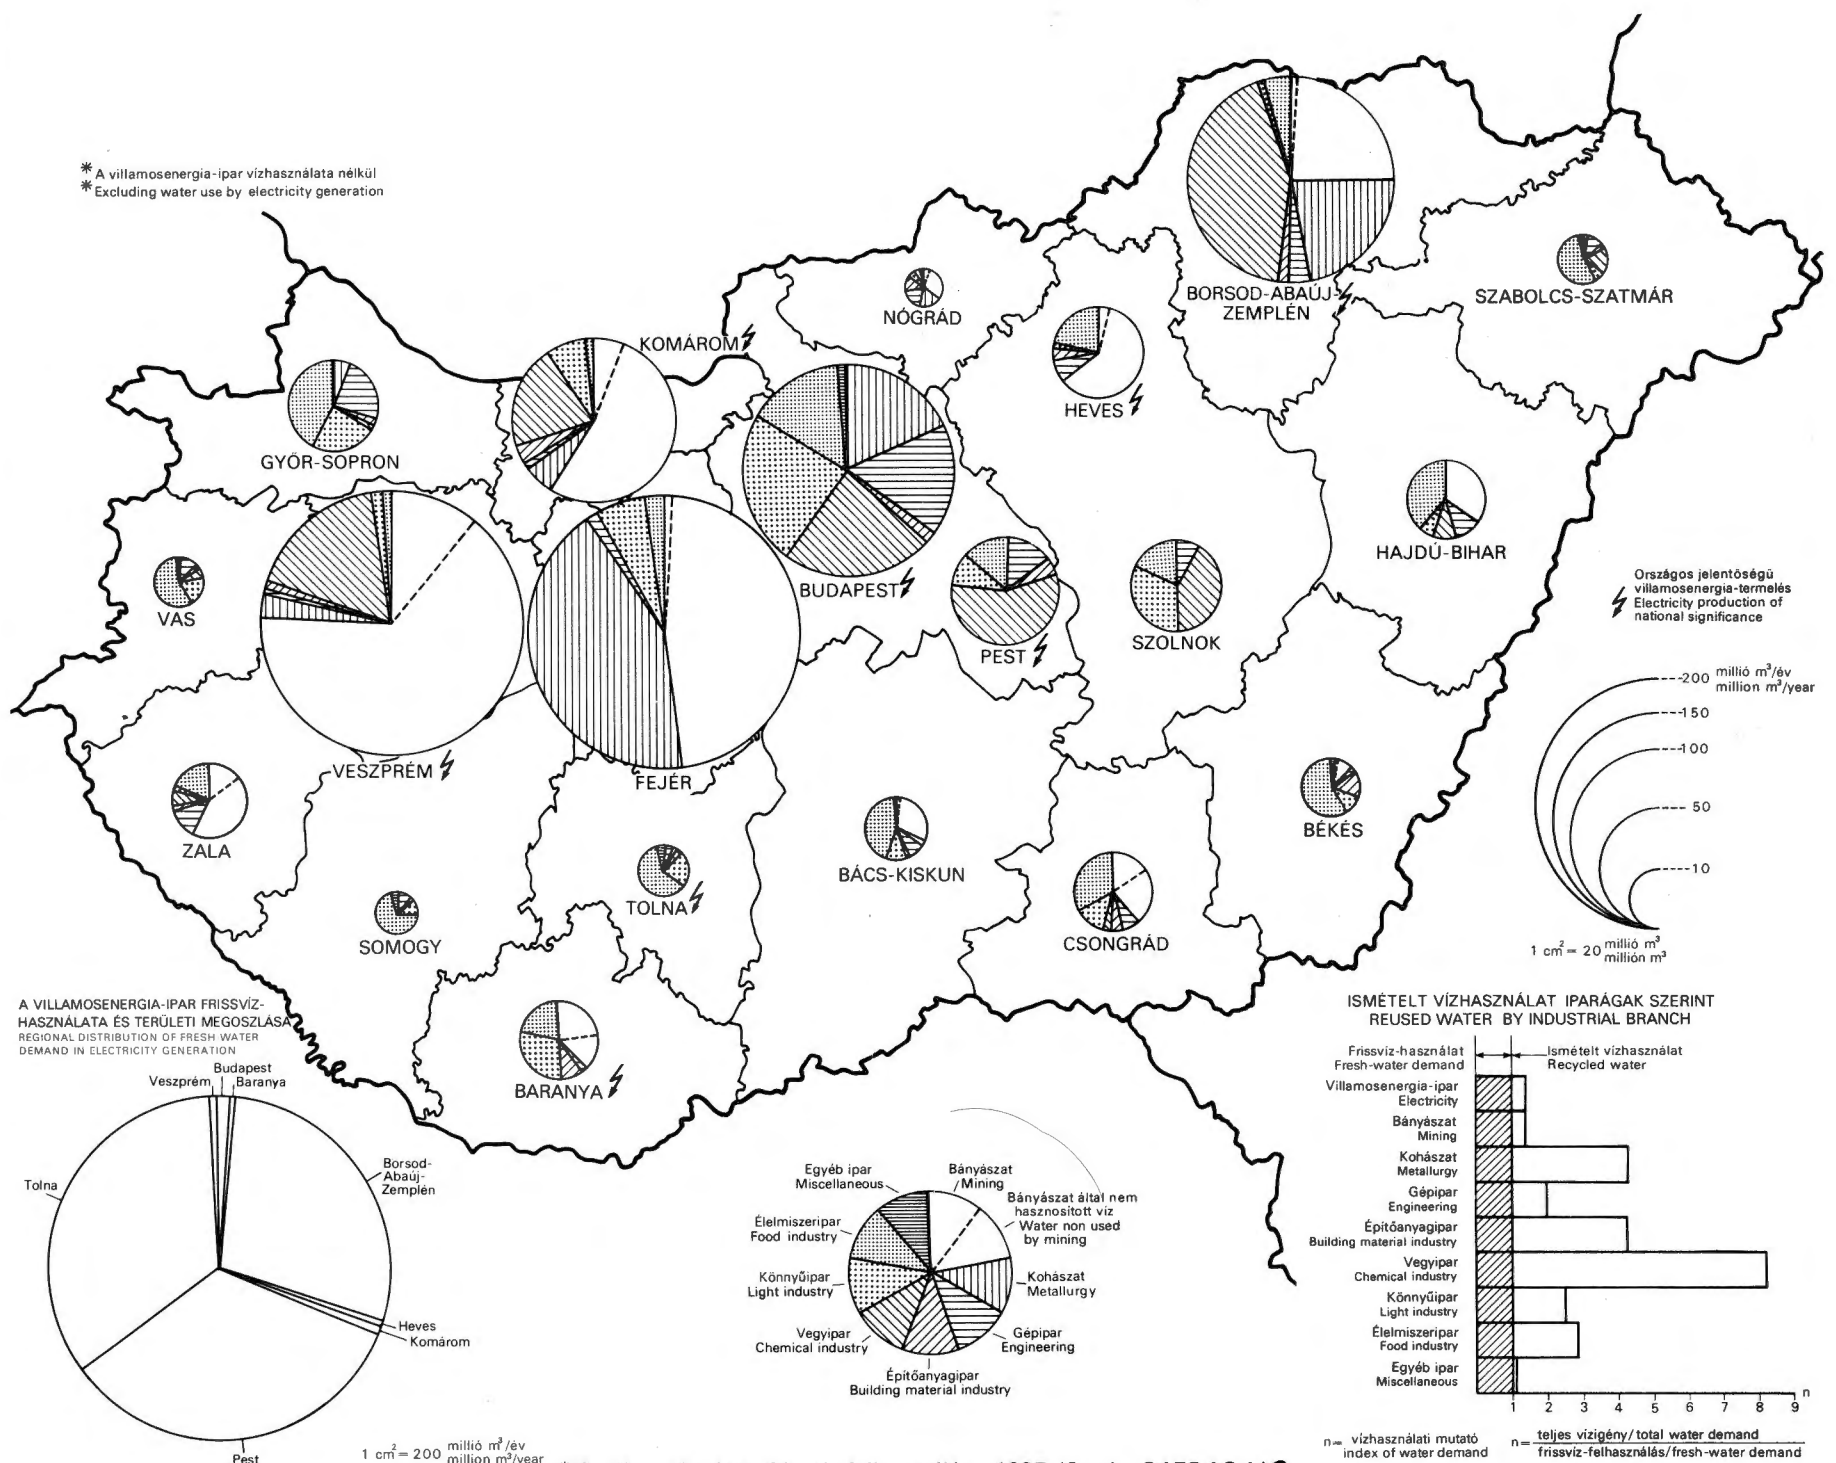 * A villamosenergia-ipar vízhasználata nélkül
* Excluding water use by electricity generation
BORSOD-ABAÚJ-
ZEMPLÉN
SZABOLCS-SZATMÁR
NÓGRÁD
KOMÁROM
HEVES
GYŐR-SOPRON
HAJDÚ-BIHAR
VAS
BUDAPEST
PEST
SZOLNOK
VESZPRÉM
FEJÉR
ZALA
BÉKÉS
BÁCS-KISKUN
TOLNA
SOMOGY
CSONGRÁD
BARANYA
Országos jelentőségű
villamosenergia-termelés
Electricity production of
national significance
200 millió m³/év
million m³/year
150
100
50
10
1 cm² = 20 millió m³
millión m³
A VILLAMOSENERGIA-IPAR FRISSVÍZ-
HASZNÁLATA ÉS TERÜLETI MEGOSZLÁSA
REGIONAL DISTRIBUTION OF FRESH WATER
DEMAND IN ELECTRICITY GENERATION
Budapest
Veszprém
Baranya
Borsod-
Abaúj-
Zemplén
Tolna
Heves
Komárom
Pest
1 cm² = 200 millió m³/év
million m³/year
Egyéb ipar
Miscellaneous
Bányászat
Mining
Bányászat által nem
hasznosított víz
Water non used
by mining
Élelmiszeripar
Food industry
Könnyűipar
Light industry
Kohászat
Metallurgy
Vegyipar
Chemical industry
Gépipar
Engineering
Építőanyagipar
Building material industry
ISMÉTELT VÍZHASZNÁLAT IPARÁGAK SZERINT
REUSED WATER BY INDUSTRIAL BRANCH
Frissvíz-használat
Fresh-water demand
Ismételt vízhasználat
Recycled water
Villamosenergia-ipar
Electricity
Bányászat
Mining
Kohászat
Metallurgy
Gépipar
Engineering
Építőanyagipar
Building material industry
Vegyipar
Chemical industry
Könnyűipar
Light industry
Élelmiszeripar
Food industry
Egyéb ipar
Miscellaneous
n
1 2 3 4 5 6 7 8 9
n= vízhasználati mutató
index of water demand
n= teljes vízigény/total water demand
frissvíz-felhasználás/fresh-water demand